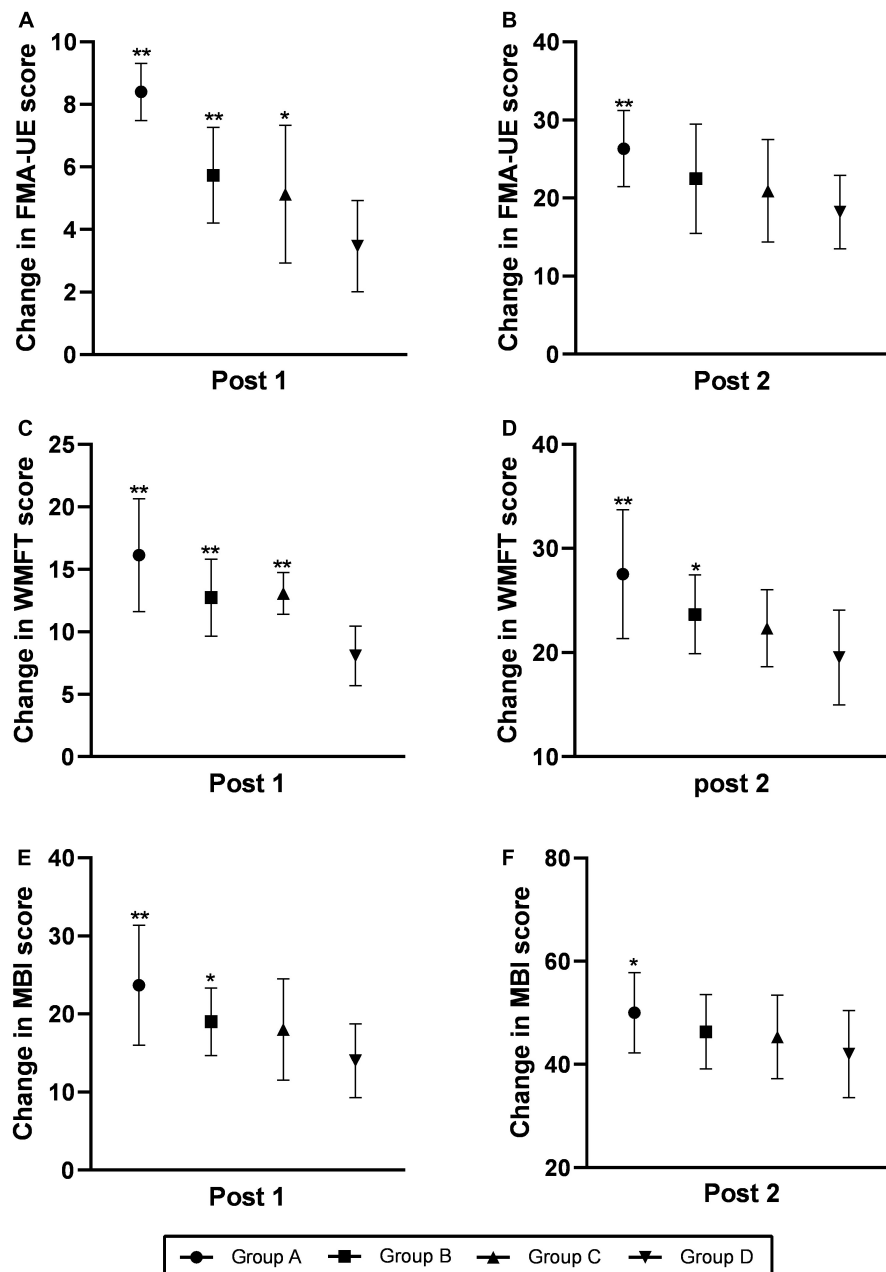 A
Change in FMA-UE score
10
8
6
4
2
0
**
**
*
Post 1
B
Change in FMA-UE score
40
30
20
10
0
**
Post 2
C
Change in WMFT score
25
20
15
10
5
0
**
**
**
Post 1
D
Change in WMFT score
40
30
20
10
**
*
post 2
E
Change in MBI score
40
30
20
10
0
**
*
Post 1
F
Change in MBI score
80
60
40
20
*
Post 2
Group A Group B Group C Group D